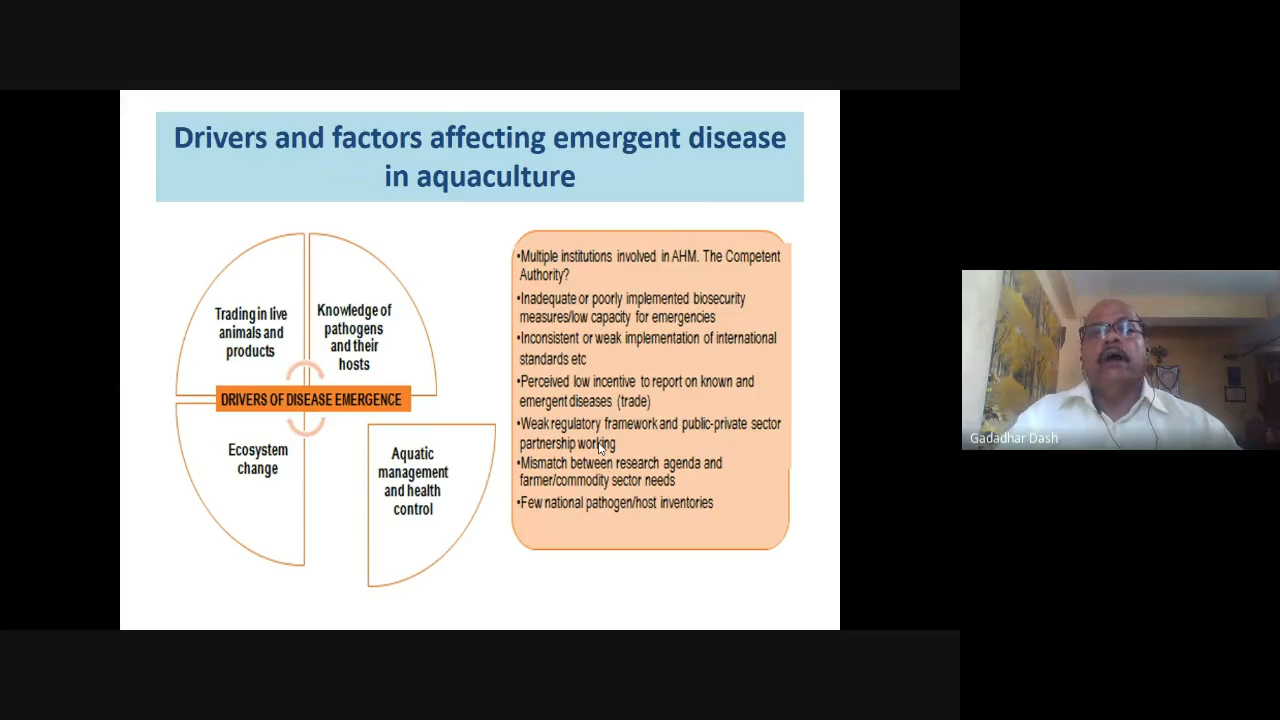 Drivers and factors affecting emergent disease
in aquaculture
Trading in live
animals and
products
Knowledge of
pathogens
and their
hosts
DRIVERS OF DISEASE EMERGENCE
Ecosystem
change
Aquatic
management
and health
control
•Multiple institutions involved in AHM. The Competent
Authority?
•Inadequate or poorly implemented biosecurity
measures/low capacity for emergencies
•Inconsistent or weak implementation of international
standards etc
•Perceived low incentive to report on known and
emergent diseases (trade)
•Weak regulatory framework and public-private sector
partnership working
•Mismatch between research agenda and
farmer/commodity sector needs
•Few national pathogen/host inventories
Gadadhar Dash